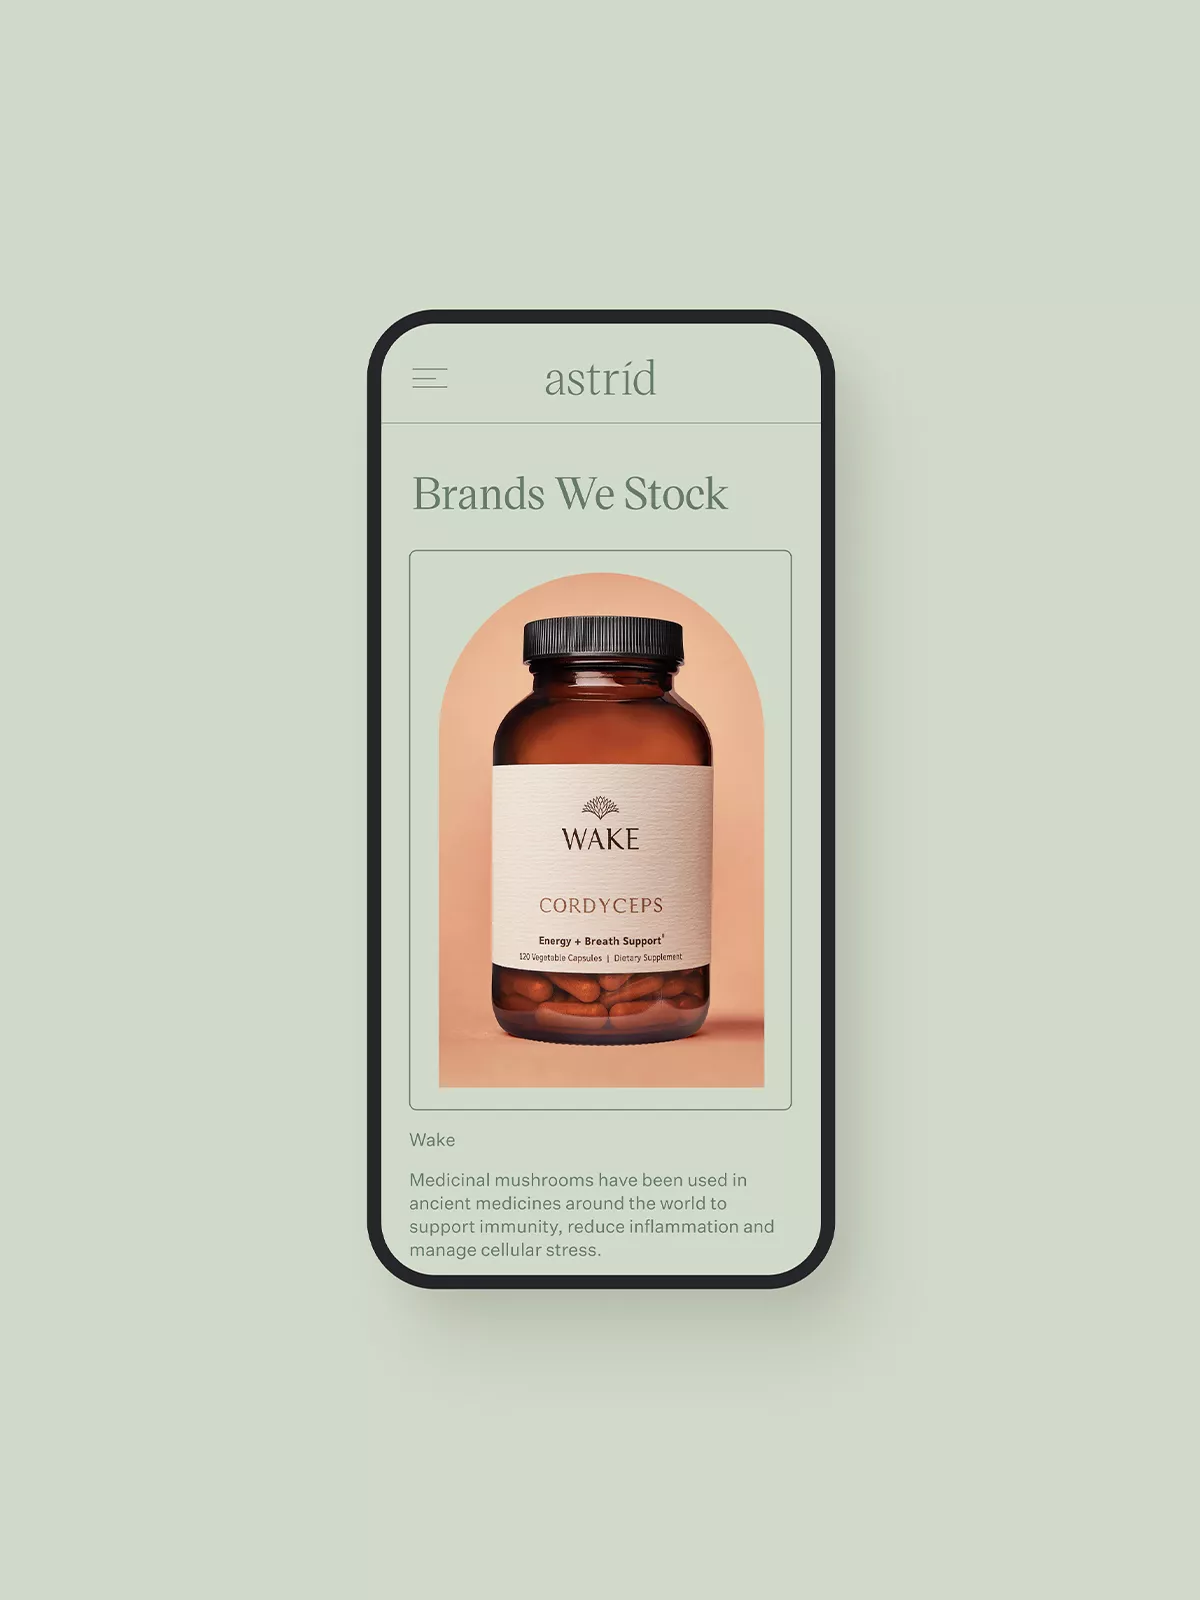 astríd
Brands We Stock
WAKE
CORDYCEPS
Energy + Breath Support
120 Vegetable Capsules | Dietary Supplement
Wake
Medicinal mushrooms have been used in
ancient medicines around the world to
support immunity, reduce inflammation and
manage cellular stress.